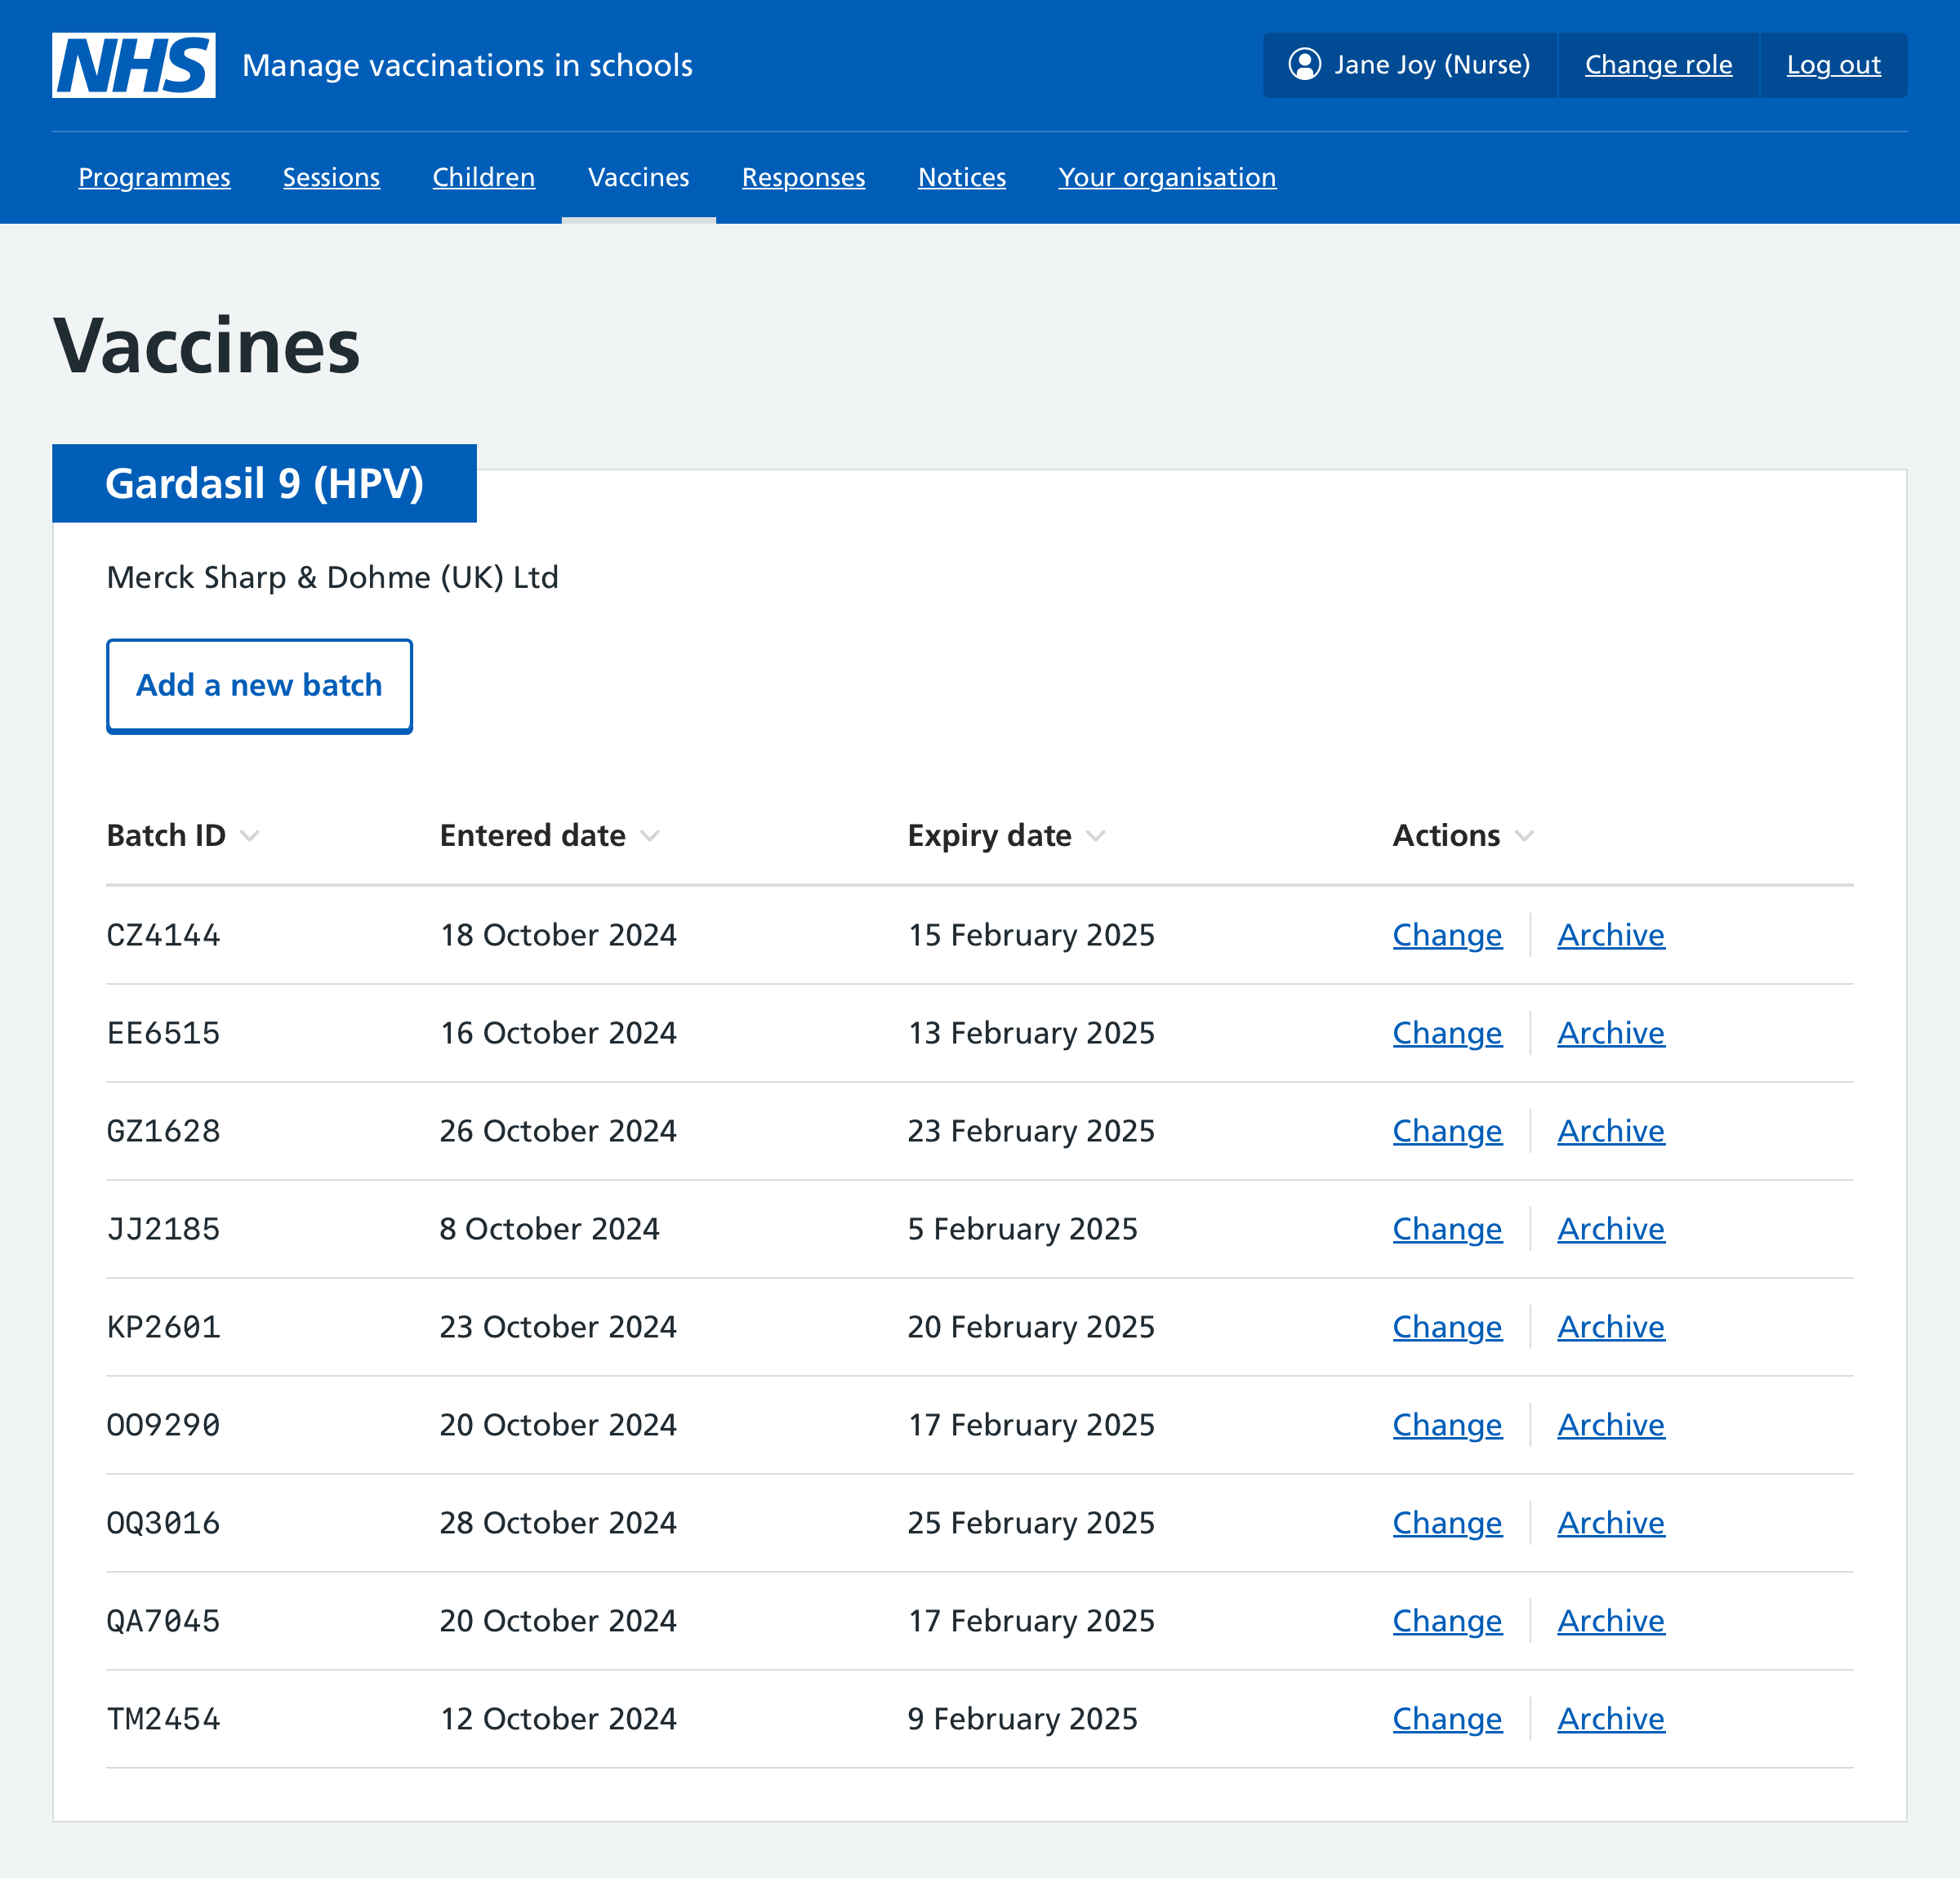 NHS Manage vaccinations in schools Jane Joy (Nurse) Change role Log out
Programmes Sessions Children Vaccines Responses Notices Your organisation
Vaccines
Gardasil 9 (HPV)
Merck Sharp & Dohme (UK) Ltd
Add a new batch
Batch ID Entered date Expiry date Actions
CZ4144 18 October 2024 15 February 2025 Change Archive
EE6515 16 October 2024 13 February 2025 Change Archive
GZ1628 26 October 2024 23 February 2025 Change Archive
JJ2185 8 October 2024 5 February 2025 Change Archive
KP2601 23 October 2024 20 February 2025 Change Archive
OO9290 20 October 2024 17 February 2025 Change Archive
OQ3016 28 October 2024 25 February 2025 Change Archive
QA7045 20 October 2024 17 February 2025 Change Archive
TM2454 12 October 2024 9 February 2025 Change Archive